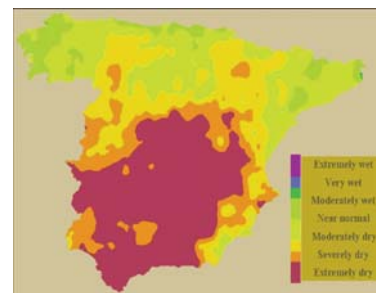 Extremely wet
Very wet
Moderately wet
Near normal
Moderately dry
Severely dry
Extremely dry